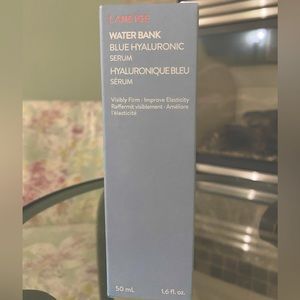 LANEIGE
WATER BANK
BLUE HYALURONIC
SERUM
HYALURONIQUE BLEU
SÉRUM
Visibly Firm · Improve Elasticity
Raffermit visiblement · Améliore
l'élasticité
50 mL 1.6 fl. oz.